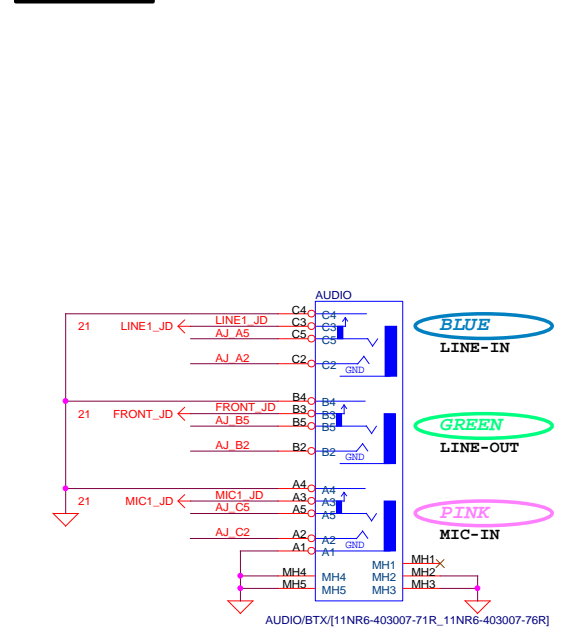 AUDIO
C4 C4
21 LINE1_JD LINE1_JD C3 C3
AJ_A5 C5 C5
BLUE
LINE-IN
AJ_A2 C2 C2
GND
B4 B4
21 FRONT_JD FRONT_JD B3 B3
AJ_B5 B5 B5
GREEN
LINE-OUT
AJ_B2 B2 B2
GND
A4 A4
21 MIC1_JD MIC1_JD A3 A3
AJ_C5 A5 A5
PINK
MIC-IN
AJ_C2 A2 A2
GND
A1 A1
MH1 MH1
MH4 MH4 MH2 MH2
MH5 MH5 MH3 MH3
AUDIO/BTX/[11NR6-403007-71R_11NR6-403007-76R]